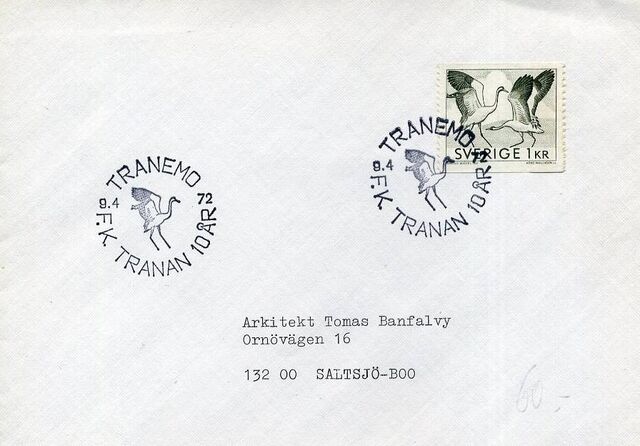 SVERIGE 1 KR
TRANEMO
9.4 72
F.K. TRANAN 10 ÅR
TRANEMO
9.4 72
F.K. TRANAN 10 ÅR
Arkitekt Tomas Banfalvy
Ornövägen 16
132 00 SALTSJÖ-BOO
60.-